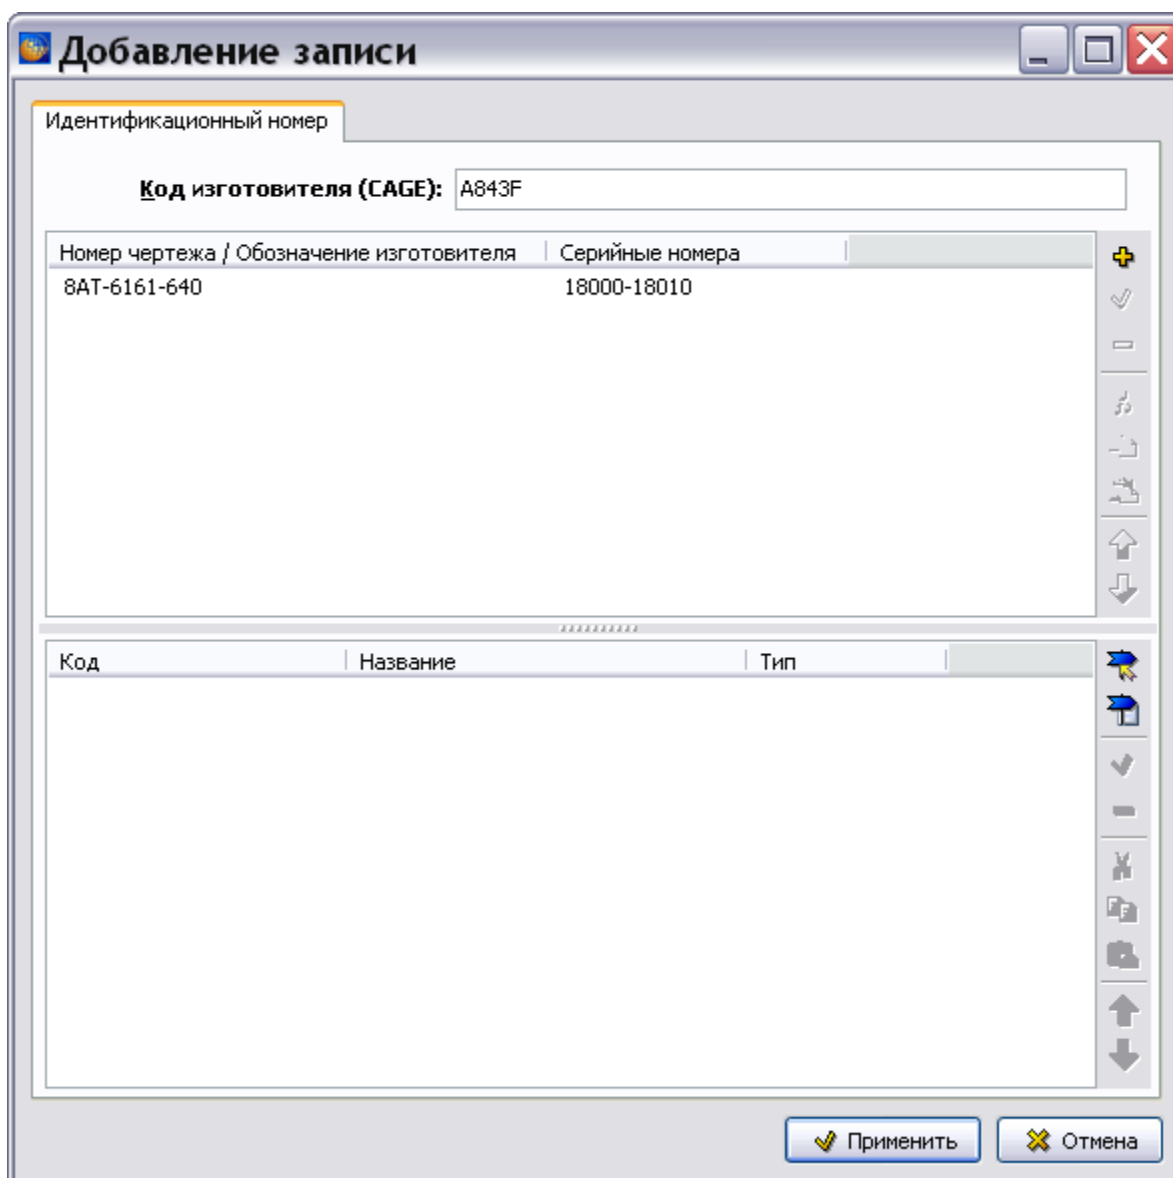 Добавление записи
Идентификационный номер
Код изготовителя (CAGE): A843F
Номер чертежа / Обозначение изготовителя Серийные номера
8АТ-6161-640 18000-18010
Код Название Тип
Применить Отмена